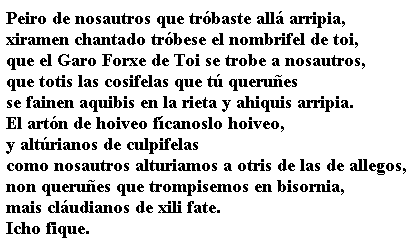 Peiro de nosautros que tróbaste allá arripia,
xiramen chantado tróbese el nombrifel de toi,
que el Garo Forxe de Toi se trobe a nosautros,
que totis las cosifelas que tú queruñes
se fainen aquibis en la rieta y ahiquis arripia.
El artón de hoiveo fícanoslo hoiveo,
y altúrianos de culpifelas
como nosautros alturiamos a otris de las de allegos,
non queruñes que trompisemos en bisornia,
mais cláudianos de xili fate.
Icho fique.